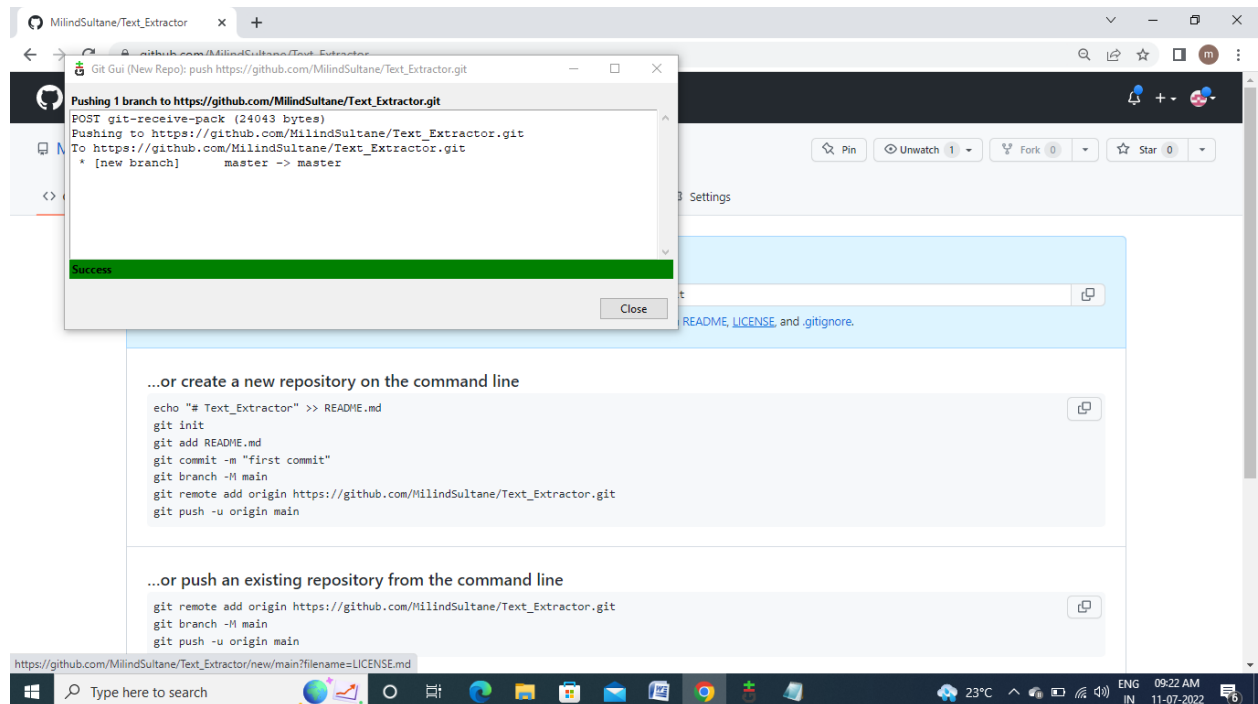 MilindSultane/Text_Extractor
github.com/MilindSultane/Text_Extractor
m
Git Gui (New Repo): push https://github.com/MilindSultane/Text_Extractor.git
Pushing 1 branch to https://github.com/MilindSultane/Text_Extractor.git
POST git-receive-pack (24043 bytes)
Pushing to https://github.com/MilindSultane/Text_Extractor.git
To https://github.com/MilindSultane/Text_Extractor.git
* [new branch]      master -> master
Success
Close
Pin
Unwatch 1
Fork 0
Star 0
Settings
README, LICENSE, and .gitignore.
...or create a new repository on the command line
echo "# Text_Extractor" >> README.md
git init
git add README.md
git commit -m "first commit"
git branch -M main
git remote add origin https://github.com/MilindSultane/Text_Extractor.git
git push -u origin main
...or push an existing repository from the command line
git remote add origin https://github.com/MilindSultane/Text_Extractor.git
git branch -M main
git push -u origin main
https://github.com/MilindSultane/Text_Extractor/new/main?filename=LICENSE.md
Type here to search
23°C
ENG
IN
09:22 AM
11-07-2022
6